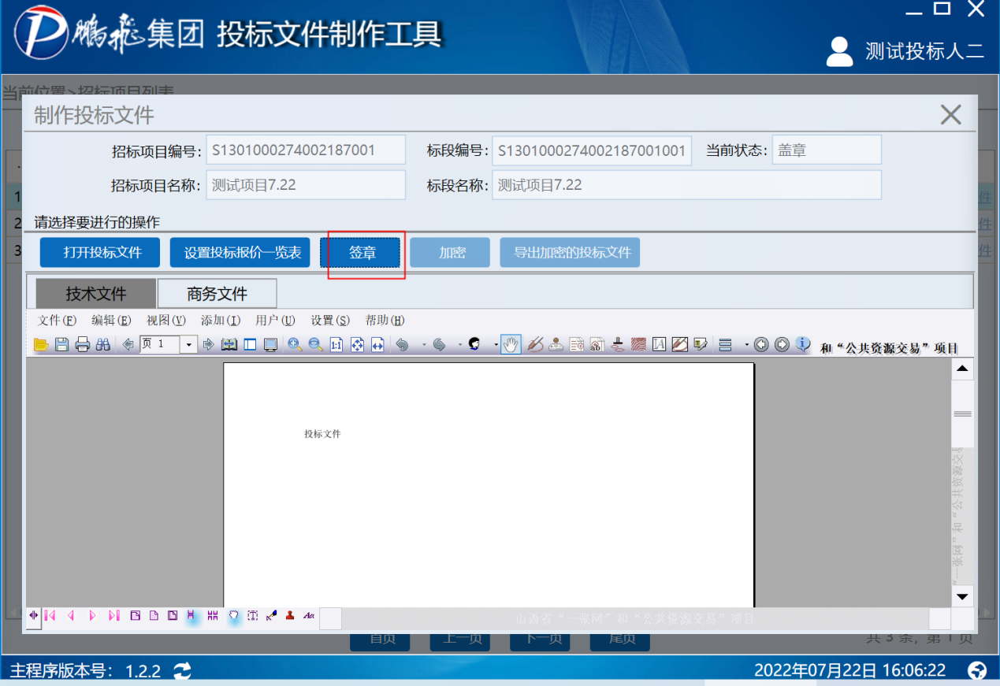 鹏飞集团 投标文件制作工具
测试投标人二
当前位置>招标项目列表
制作投标文件
招标项目编号: S1301000274002187001 标段编号: S1301000274002187001001 当前状态: 盖章
招标项目名称: 测试项目7.22 标段名称: 测试项目7.22
1 件
请选择要进行的操作
2 件
3 件
打开投标文件 设置投标报价一览表 签章 加密 导出加密的投标文件
技术文件 商务文件
文件(F) 编辑(E) 视图(V) 添加(I) 用户(U) 设置(S) 帮助(H)
页 1 1:1 和“公共资源交易”项目
投标文件
“一张网”和“公共资源交易
山西省“一张网”和“公共资源交易”项目
首页 上一页 下一页 尾页 共 3 条, 第 1 页
主程序版本号: 1.2.2 2022年07月22日 16:06:22